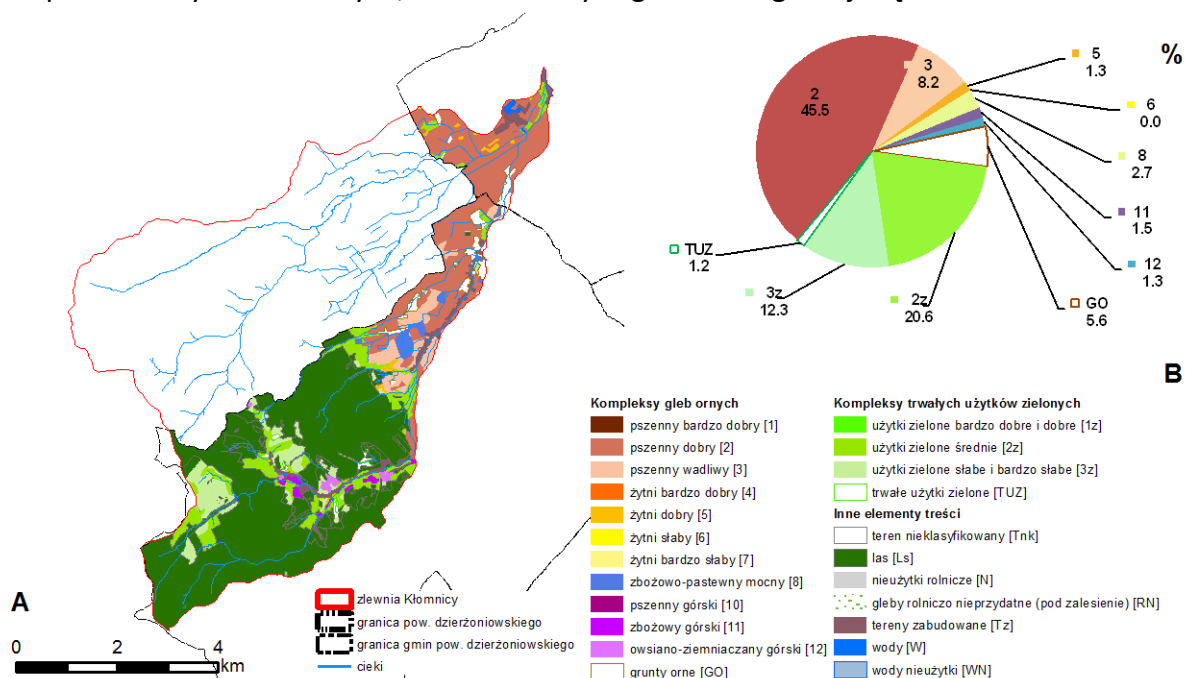 3
8.2
2
45.5
5
1.3
%
6
0.0
8
2.7
11
1.5
12
1.3
GO
5.6
TUZ
1.2
3z
12.3
2z
20.6
B
Kompleksy gleb ornych
pszenny bardzo dobry [1]
pszenny dobry [2]
pszenny wadliwy [3]
żytni bardzo dobry [4]
żytni dobry [5]
żytni słaby [6]
żytni bardzo słaby [7]
zbożowo-pastewny mocny [8]
pszenny górski [10]
zbożowy górski [11]
owsiano-ziemniaczany górski [12]
grunty orne [GO]
Kompleksy trwałych użytków zielonych
użytki zielone bardzo dobre i dobre [1z]
użytki zielone średnie [2z]
użytki zielone słabe i bardzo słabe [3z]
trwałe użytki zielone [TUZ]
Inne elementy treści
teren nieklasyfikowany [Tnk]
las [Ls]
nieużytki rolnicze [N]
gleby rolniczo nieprzydatne (pod zalesienie) [RN]
tereny zabudowane [Tz]
wody [W]
wody nieużytki [WN]
A
zlewnia Kłomnicy
granica pow. dzierżoniowskiego
granica gmin pow. dzierżoniowskiego
cieki
0 2 4
km